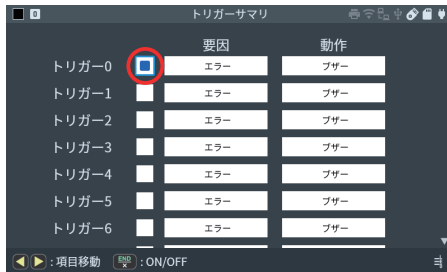 0 トリガーサマリ
要因 動作
トリガー0 エラー ブザー
トリガー1 エラー ブザー
トリガー2 エラー ブザー
トリガー3 エラー ブザー
トリガー4 エラー ブザー
トリガー5 エラー ブザー
トリガー6 エラー ブザー
:項目移動 END × :ON/OFF